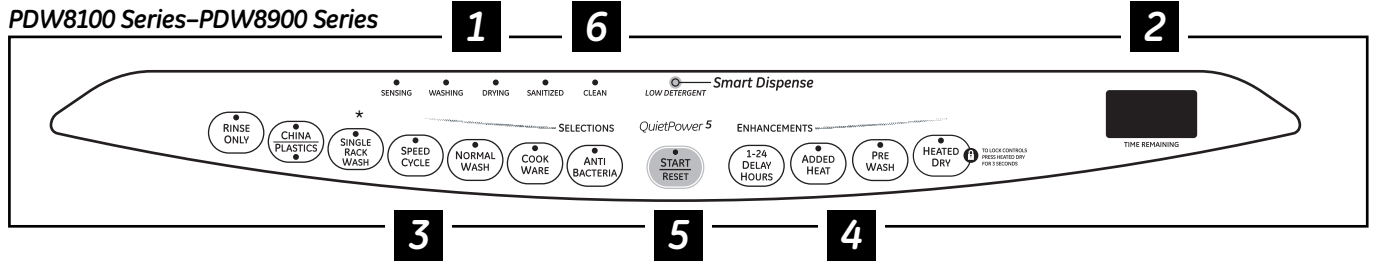 PDW8100 Series–PDW8900 Series
1
6
2
SENSING
WASHING
DRYING
SANITIZED
CLEAN
LOW DETERGENT
Smart Dispense
*
SELECTIONS
QuietPower 5
ENHANCEMENTS
RINSE
ONLY
CHINA
PLASTICS
SINGLE
RACK
WASH
SPEED
CYCLE
NORMAL
WASH
COOK
WARE
ANTI
BACTERIA
START
RESET
1-24
DELAY
HOURS
ADDED
HEAT
PRE
WASH
HEATED
DRY
TO LOCK CONTROLS
PRESS HEATED DRY
FOR 3 SECONDS
TIME REMAINING
3
5
4